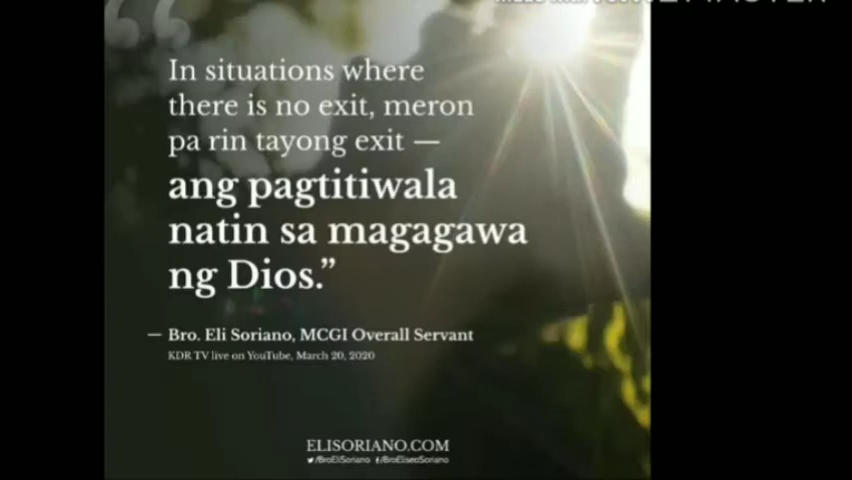 “
In situations where
there is no exit, meron
pa rin tayong exit —
ang pagtitiwala
natin sa magagawa
ng Dios.”
— Bro. Eli Soriano, MCGI Overall Servant
KDR TV live on YouTube, March 20, 2020
ELISORIANO.COM
/BroEliSoriano /BroEliseoSoriano